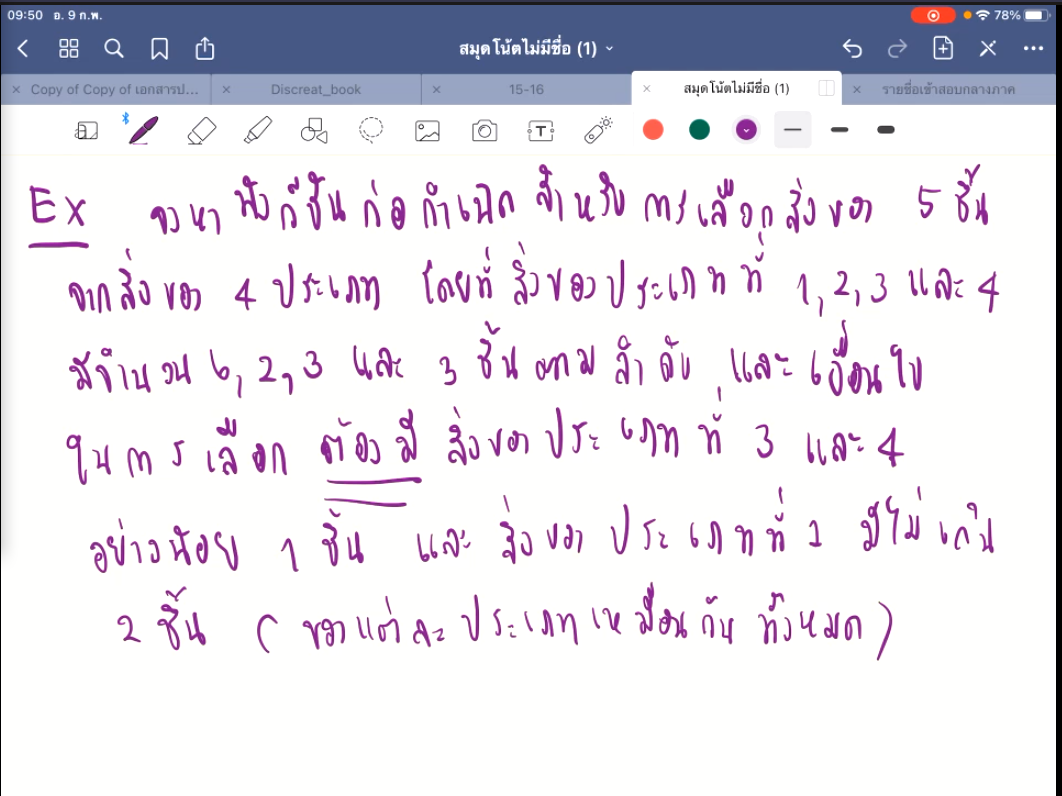 09:50 อ. 9 ก.พ. 78%
สมุดโน้ตไม่มีชื่อ (1)
Copy of Copy of เอกสารป... Discreat_book 15-16 สมุดโน้ตไม่มีชื่อ (1) รายชื่อเข้าสอบกลางภาค
Ex จงหา ฟังก์ชันก่อกำเนิด สำหรับ การเลือกสิ่งของ 5 ชิ้น
จากสิ่งของ 4 ประเภท โดยที่ สิ่งของประเภทที่ 1, 2, 3 และ 4
มีจำนวน 6, 2, 3 และ 3 ชิ้นตามลำดับ และเงื่อนไข
ในการเลือก ต้องมี สิ่งของประเภทที่ 3 และ 4
อย่างน้อย 1 ชิ้น และ สิ่งของประเภทที่ 1 มีไม่เกิน
2 ชิ้น (ของแต่ละประเภทเหมือนกันทั้งหมด)